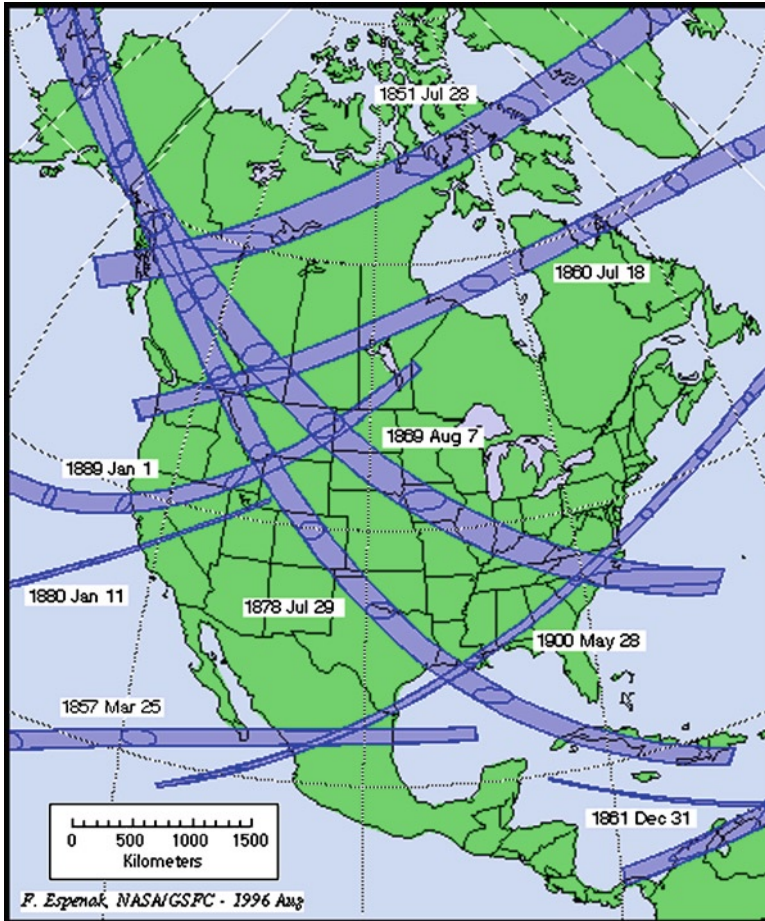 1851 Jul 28
1860 Jul 18
1869 Aug 7
1889 Jan 1
1880 Jan 11
1878 Jul 29
1900 May 28
1857 Mar 25
1861 Dec 31
0 500 1000 1500
Kilometers
F. Espenak, NASA/GSFC - 1996 Aug